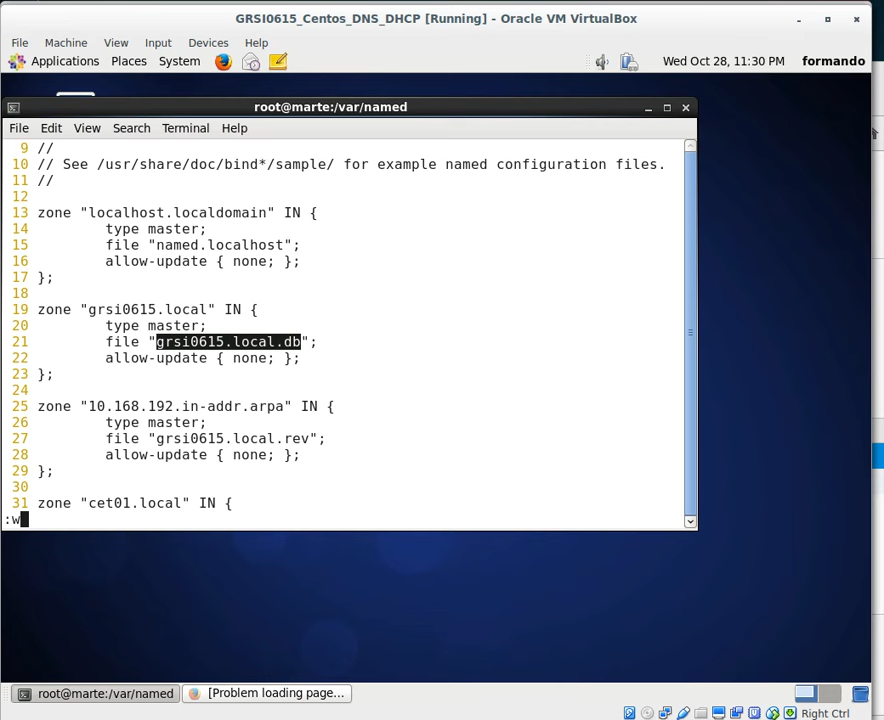 GRSI0615_Centos_DNS_DHCP [Running] - Oracle VM VirtualBox
File Machine View Input Devices Help
Applications Places System Wed Oct 28, 11:30 PM formando
root@marte:/var/named
File Edit View Search Terminal Help
9 //
10 // See /usr/share/doc/bind*/sample/ for example named configuration files.
11 //
12
13 zone "localhost.localdomain" IN {
14 type master;
15 file "named.localhost";
16 allow-update { none; };
17 };
18
19 zone "grsi0615.local" IN {
20 type master;
21 file "grsi0615.local.db";
22 allow-update { none; };
23 };
24
25 zone "10.168.192.in-addr.arpa" IN {
26 type master;
27 file "grsi0615.local.rev";
28 allow-update { none; };
29 };
30
31 zone "cet01.local" IN {
:w
root@marte:/var/named [Problem loading page...
Right Ctrl